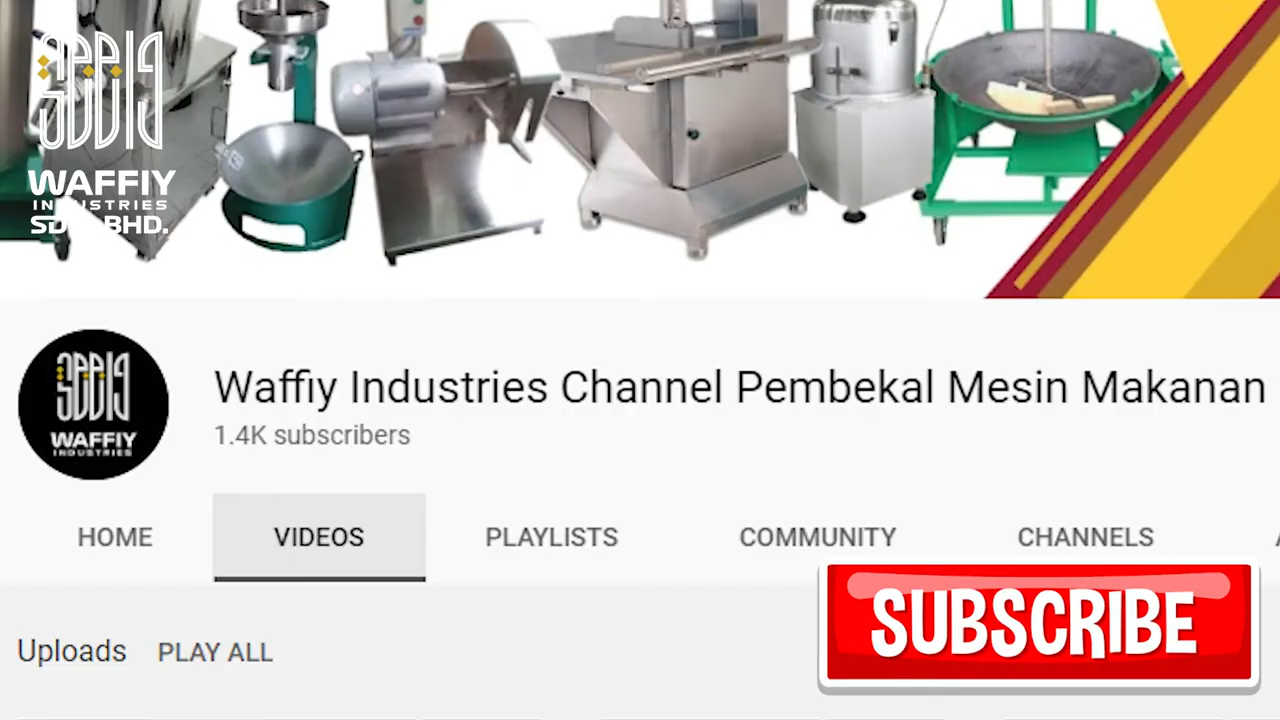 WAFFIY
INDUSTRIES
SDN. BHD.
WAFFIY
INDUSTRIES
Waffiy Industries Channel Pembekal Mesin Makanan
1.4K subscribers
HOME VIDEOS PLAYLISTS COMMUNITY CHANNELS
Uploads PLAY ALL
SUBSCRIBE